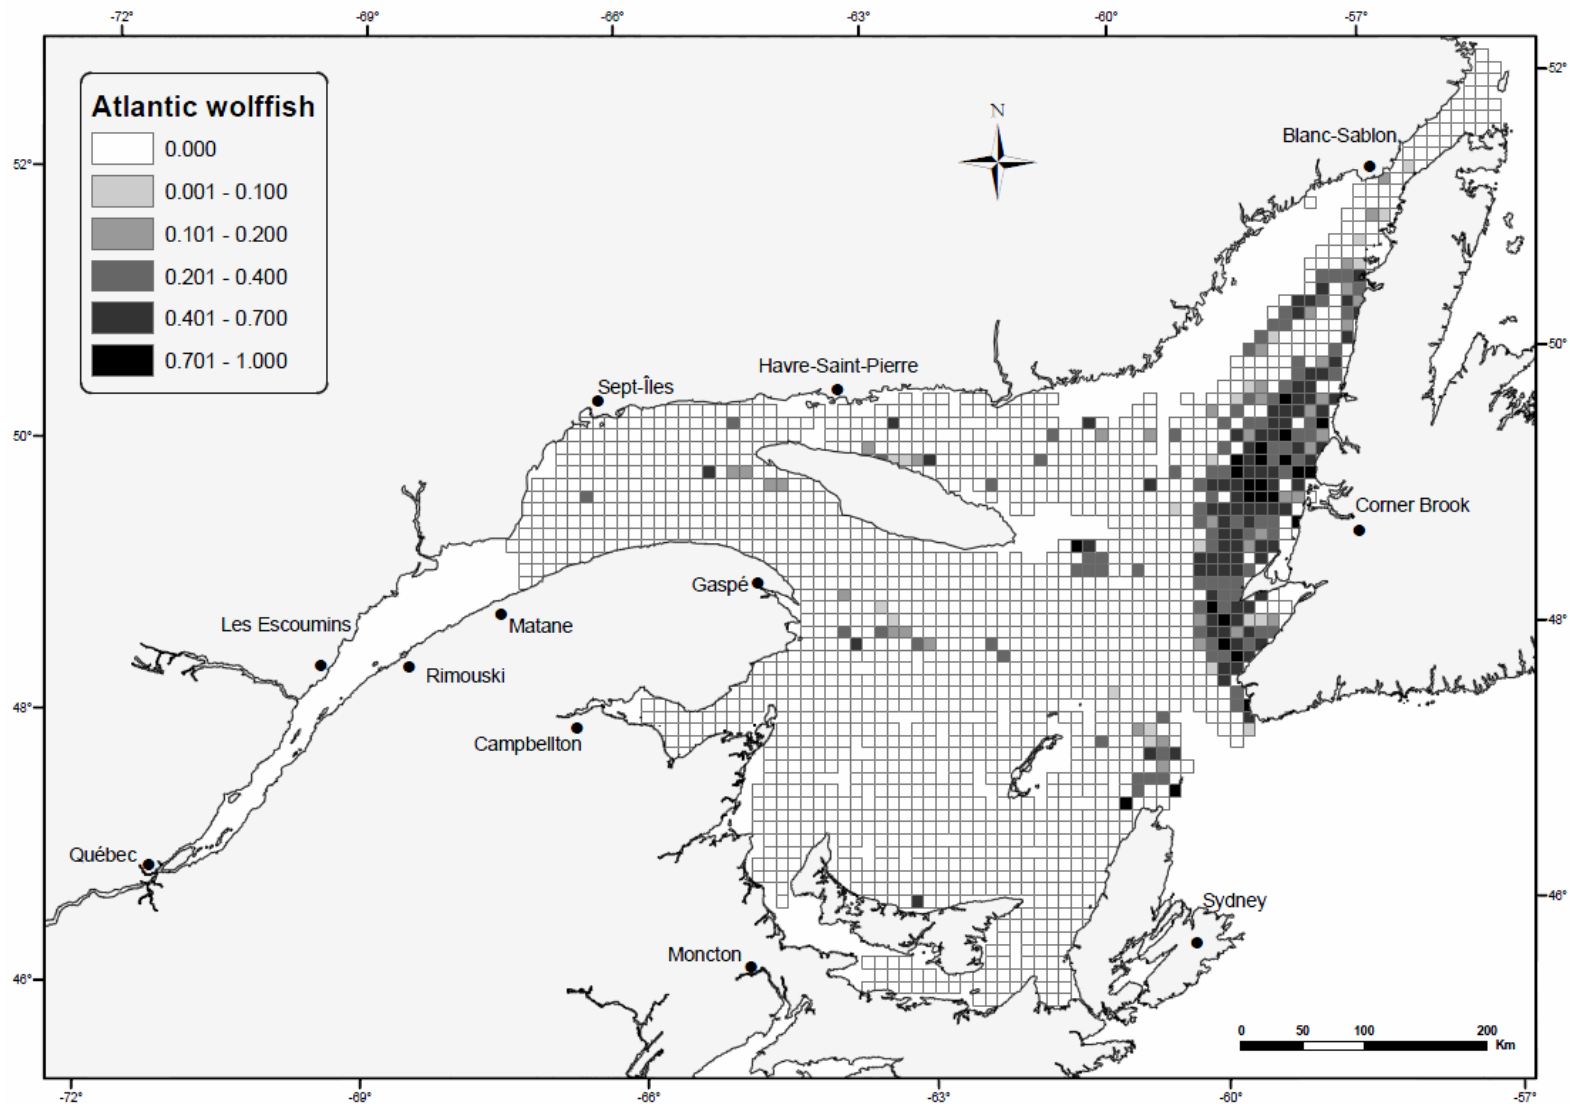 -72° -69° -66° -63° -60° -57°
Atlantic wolffish
0.000
0.001 - 0.100
0.101 - 0.200
0.201 - 0.400
0.401 - 0.700
0.701 - 1.000
N
52°
Blanc-Sablon
52°
50°
Havre-Saint-Pierre
Sept-Îles
50°
Corner Brook
Gaspé
48°
Les Escoumins
Matane
Rimouski
48°
Campbellton
Québec
46°
Sydney
Moncton
46°
0 50 100 200
Km
-72° -69° -66° -63° -60° -57°